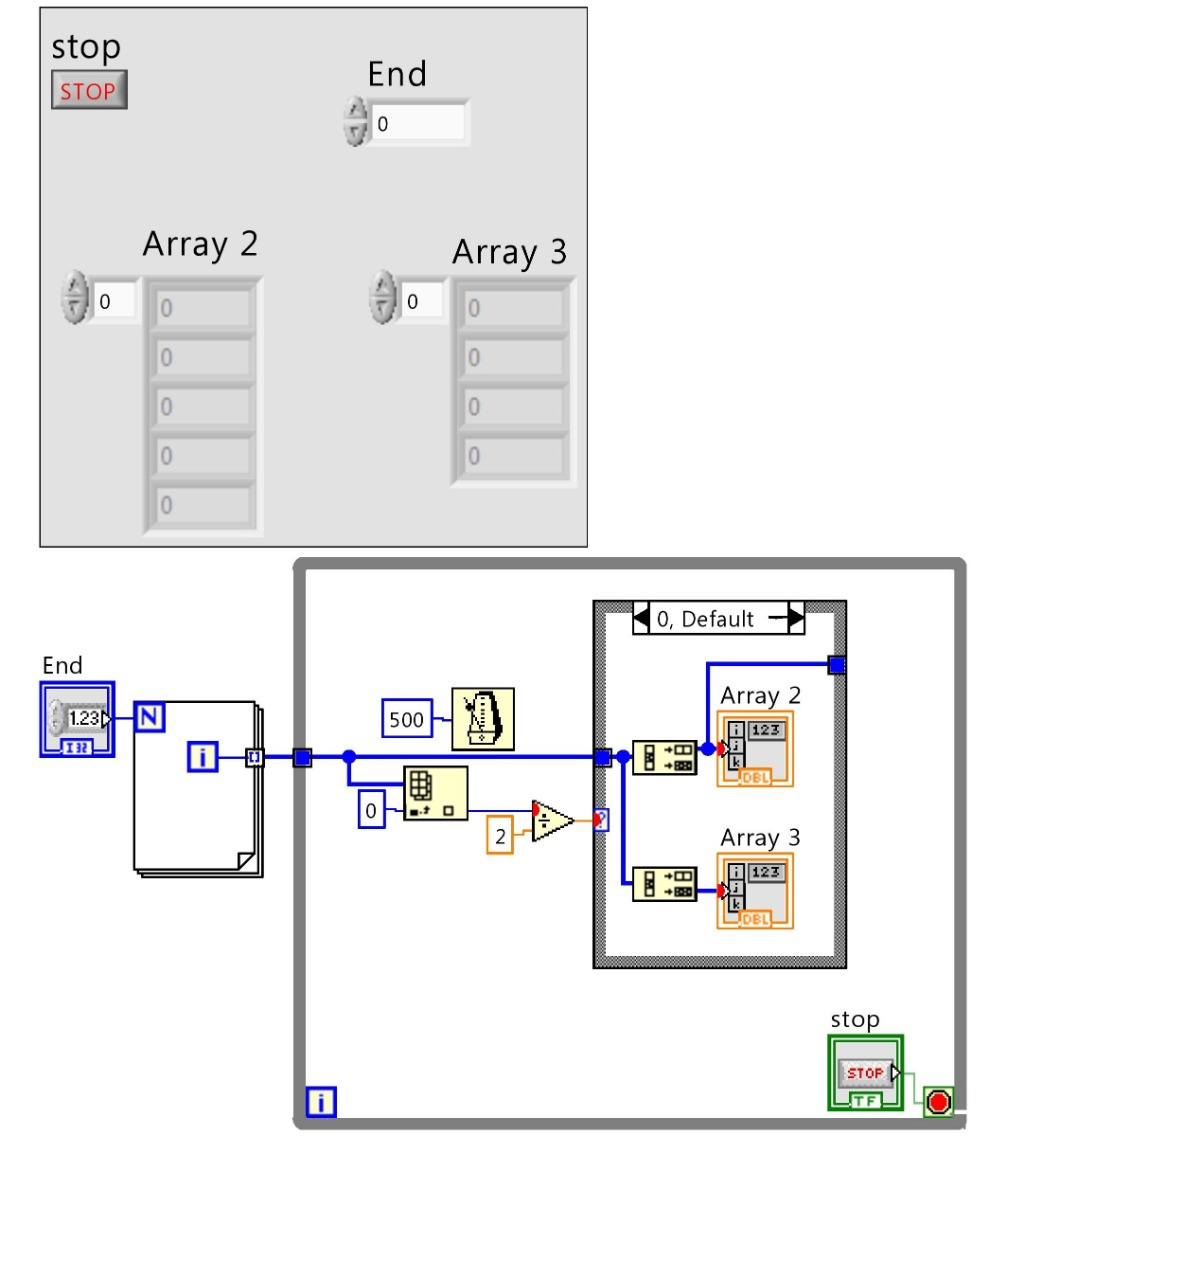 stop
STOP
End
0
Array 2
Array 3
0
0
0
0
0
0
0
0
0
0
0
0, Default
End
1.23
I32
N
i
500
0
2
?
Array 2
i
j
k
123
DBL
Array 3
i
j
k
123
DBL
stop
STOP
TF
i